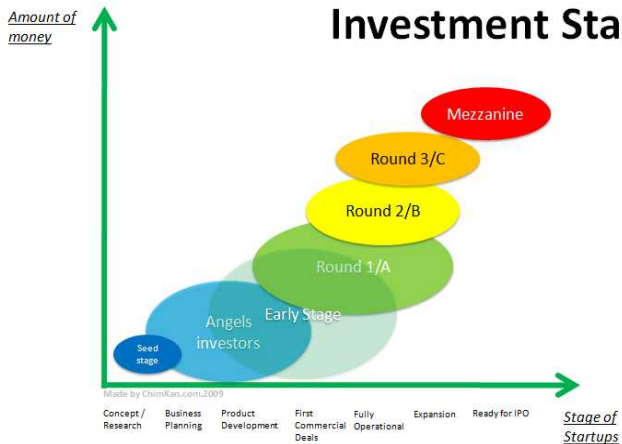 Amount of
money
Investment Sta
Mezzanine
Round 3/C
Round 2/B
Round 1/A
Early Stage
Angels
investors
Seed
stage
Made by ChimKan.com.2009
Concept /
Research
Business
Planning
Product
Development
First
Commercial
Deals
Fully
Operational
Expansion
Ready for IPO
Stage of
Startups